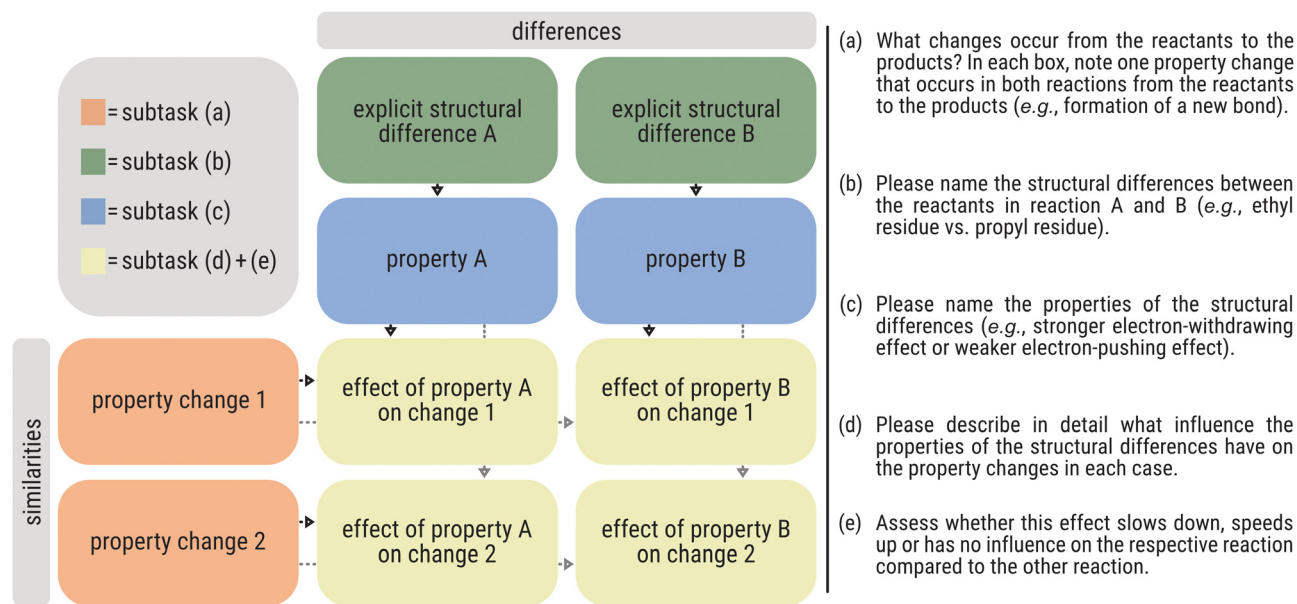 differences
= subtask (a)
= subtask (b)
= subtask (c)
= subtask (d) + (e)
explicit structural
difference A
explicit structural
difference B
property A
property B
similarities
property change 1
effect of property A
on change 1
effect of property B
on change 1
property change 2
effect of property A
on change 2
effect of property B
on change 2
(a) What changes occur from the reactants to the
products? In each box, note one property change
that occurs in both reactions from the reactants
to the products (e.g., formation of a new bond).
(b) Please name the structural differences between
the reactants in reaction A and B (e.g., ethyl
residue vs. propyl residue).
(c) Please name the properties of the structural
differences (e.g., stronger electron-withdrawing
effect or weaker electron-pushing effect).
(d) Please describe in detail what influence the
properties of the structural differences have on
the property changes in each case.
(e) Assess whether this effect slows down, speeds
up or has no influence on the respective reaction
compared to the other reaction.